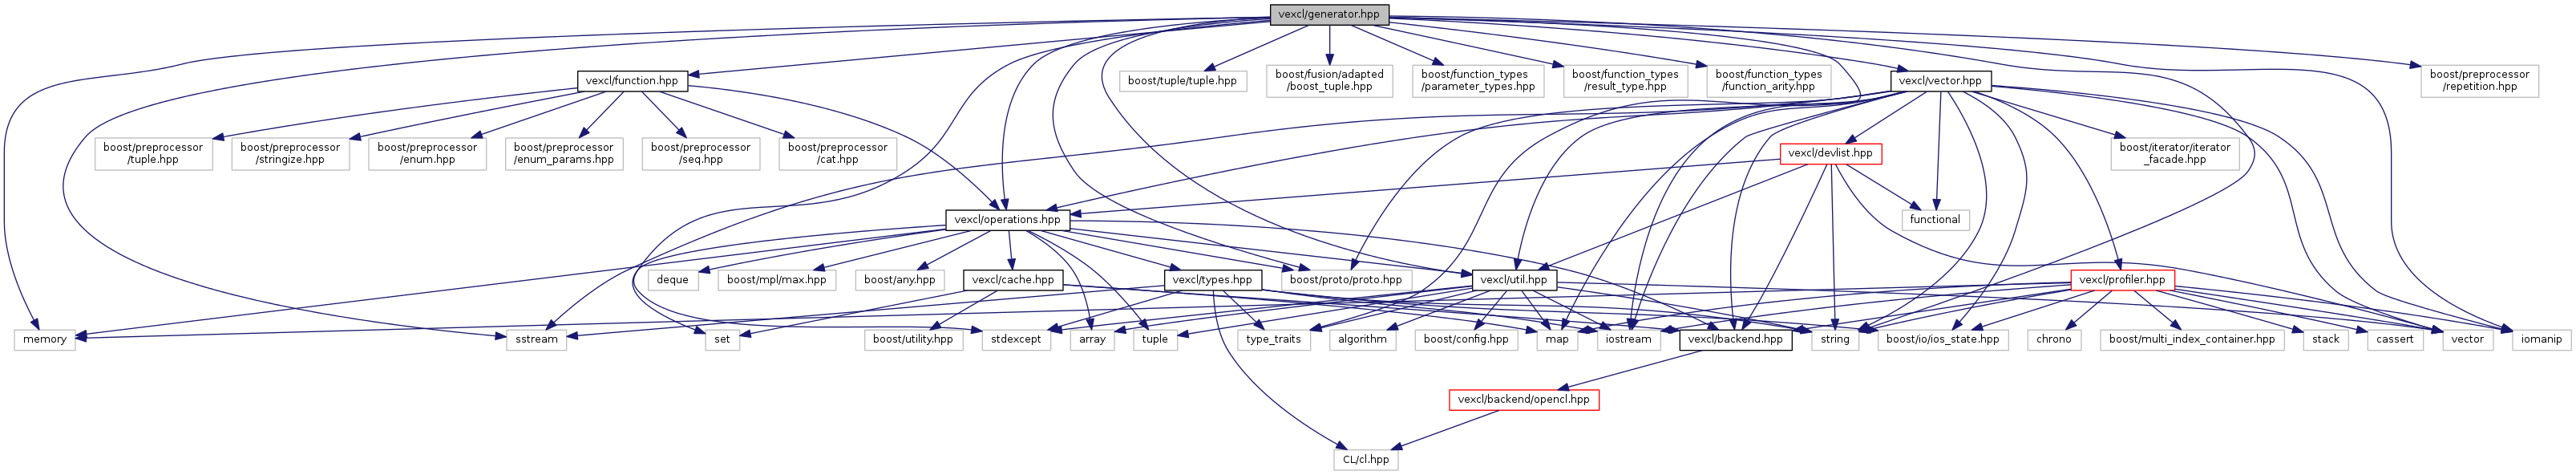 vexcl/generator.hpp
vexcl/function.hpp
boost/tuple/tuple.hpp
boost/fusion/adapted
/boost_tuple.hpp
boost/function_types
/parameter_types.hpp
boost/function_types
/result_type.hpp
boost/function_types
/function_arity.hpp
vexcl/vector.hpp
boost/preprocessor
/repetition.hpp
boost/preprocessor
/tuple.hpp
boost/preprocessor
/stringize.hpp
boost/preprocessor
/enum.hpp
boost/preprocessor
/enum_params.hpp
boost/preprocessor
/seq.hpp
boost/preprocessor
/cat.hpp
vexcl/devlist.hpp
boost/iterator/iterator
_facade.hpp
vexcl/operations.hpp
functional
deque
boost/mpl/max.hpp
boost/any.hpp
vexcl/cache.hpp
vexcl/types.hpp
boost/proto/proto.hpp
vexcl/util.hpp
vexcl/profiler.hpp
memory
sstream
set
boost/utility.hpp
stdexcept
array
tuple
type_traits
algorithm
boost/config.hpp
map
iostream
vexcl/backend.hpp
string
boost/io/ios_state.hpp
chrono
boost/multi_index_container.hpp
stack
cassert
vector
iomanip
vexcl/backend/opencl.hpp
CL/cl.hpp